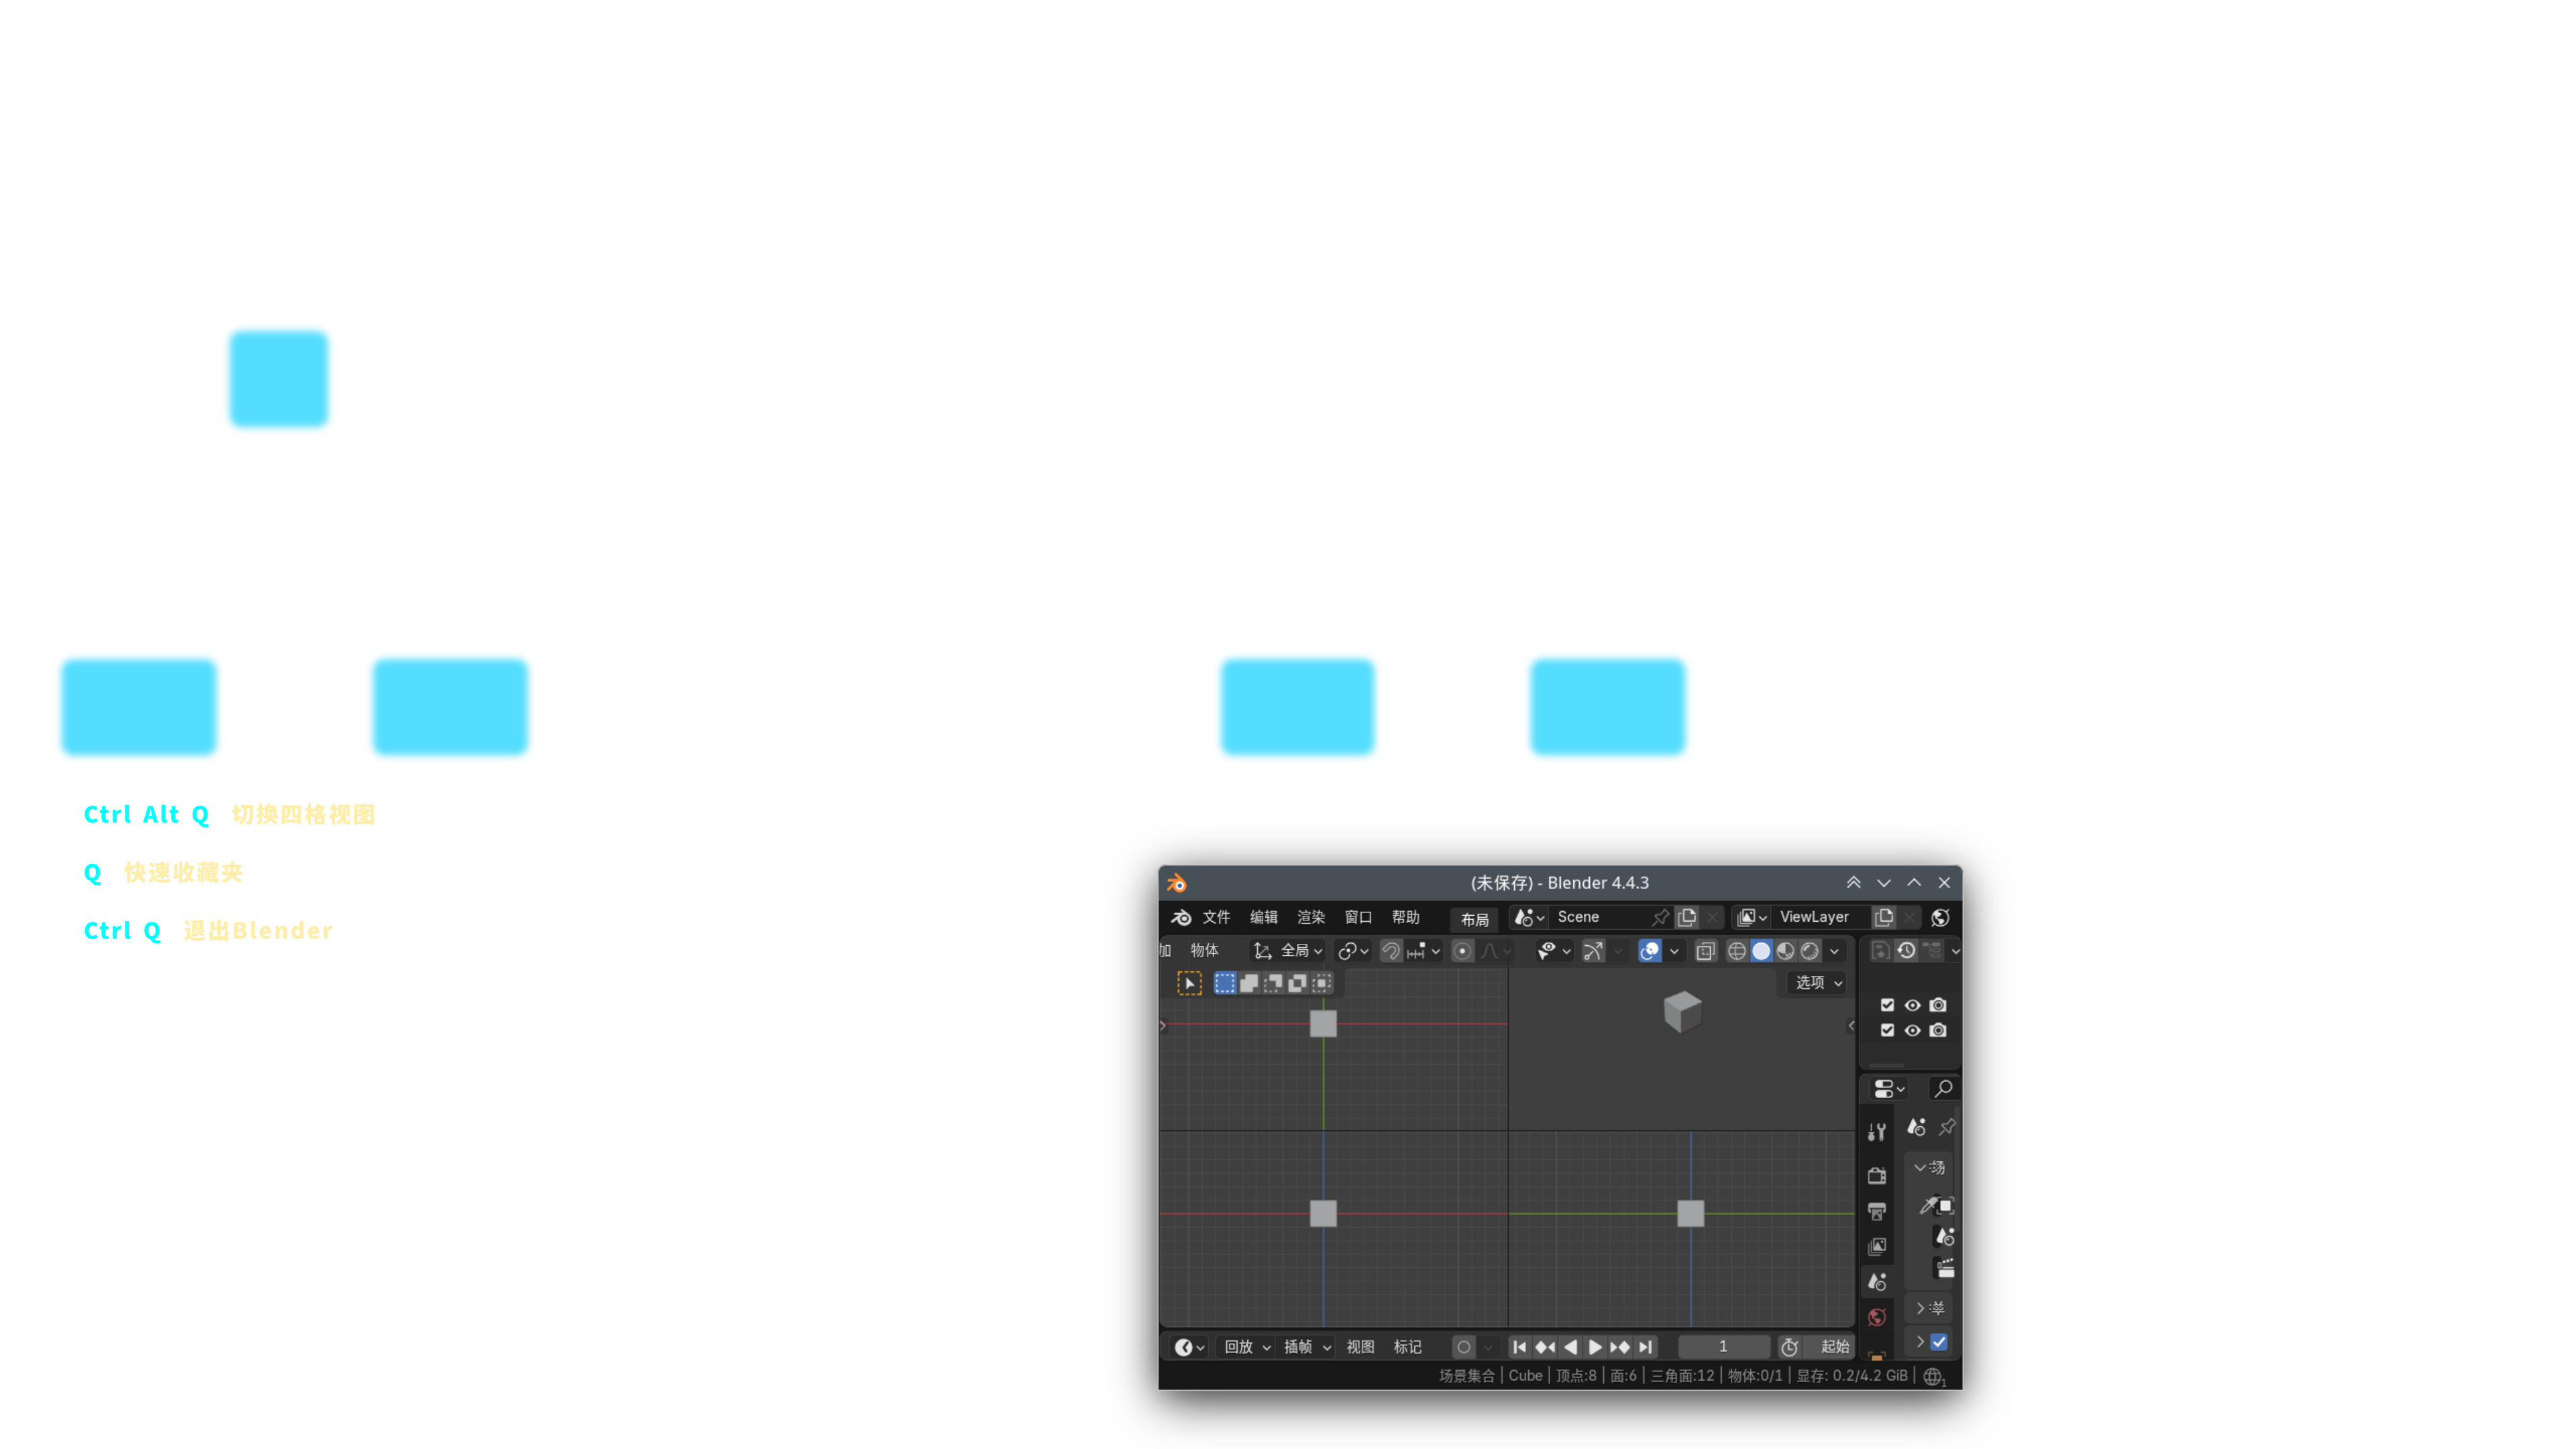 Ctrl Alt Q 切换四格视图
Q 快速收藏夹
Ctrl Q 退出Blender
(未保存) - Blender 4.4.3
文件 编辑 渲染 窗口 帮助 布局 Scene ViewLayer
加 物体 全局
选项
场
回放 插帧 视图 标记 1 起始
场景集合 | Cube | 顶点:8 | 面:6 | 三角面:12 | 物体:0/1 | 显存: 0.2/4.2 GiB | 1